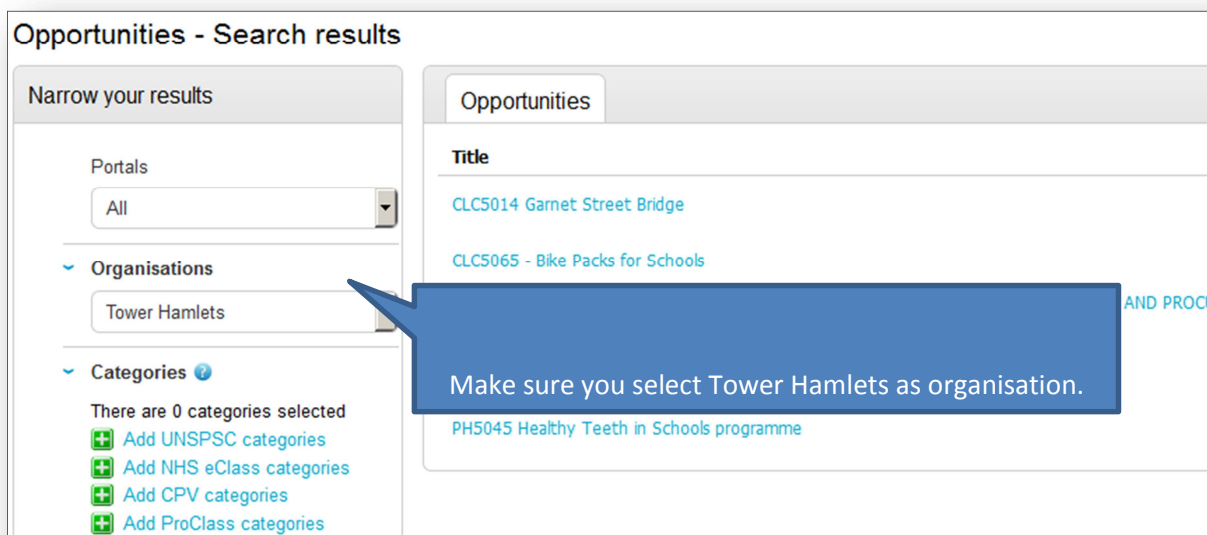 Opportunities - Search results
Narrow your results
Portals
All
Organisations
Tower Hamlets
Categories ?
There are 0 categories selected
Add UNSPSC categories
Add NHS eClass categories
Add CPV categories
Add ProClass categories
Opportunities
Title
CLC5014 Garnet Street Bridge
CLC5065 - Bike Packs for Schools
AND
Make sure you select Tower Hamlets as organisation.
PH5045 Healthy Teeth in Schools programme